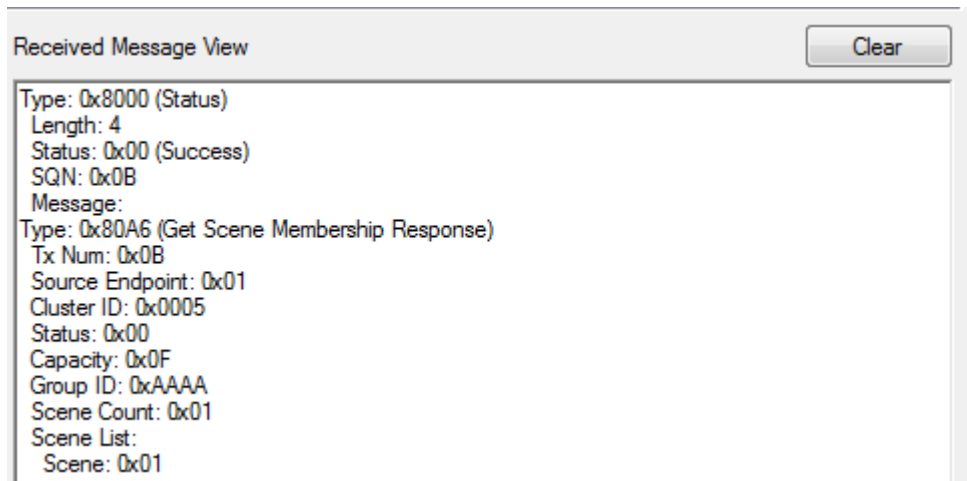 Received Message View
Clear
Type: 0x8000 (Status)
Length: 4
Status: 0x00 (Success)
SQN: 0x0B
Message:
Type: 0x80A6 (Get Scene Membership Response)
Tx Num: 0x0B
Source Endpoint: 0x01
Cluster ID: 0x0005
Status: 0x00
Capacity: 0x0F
Group ID: 0xAAAA
Scene Count: 0x01
Scene List:
Scene: 0x01